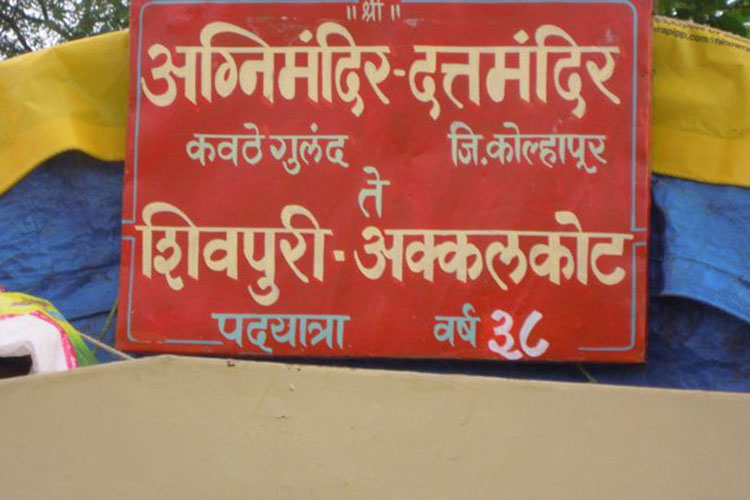 ॥ श्री ॥
अग्निमंदिर-दत्तमंदिर
कवठेगुलंद जि.कोल्हापूर
ते
शिवपुरी-अक्कलकोट
पदयात्रा वर्ष ३८